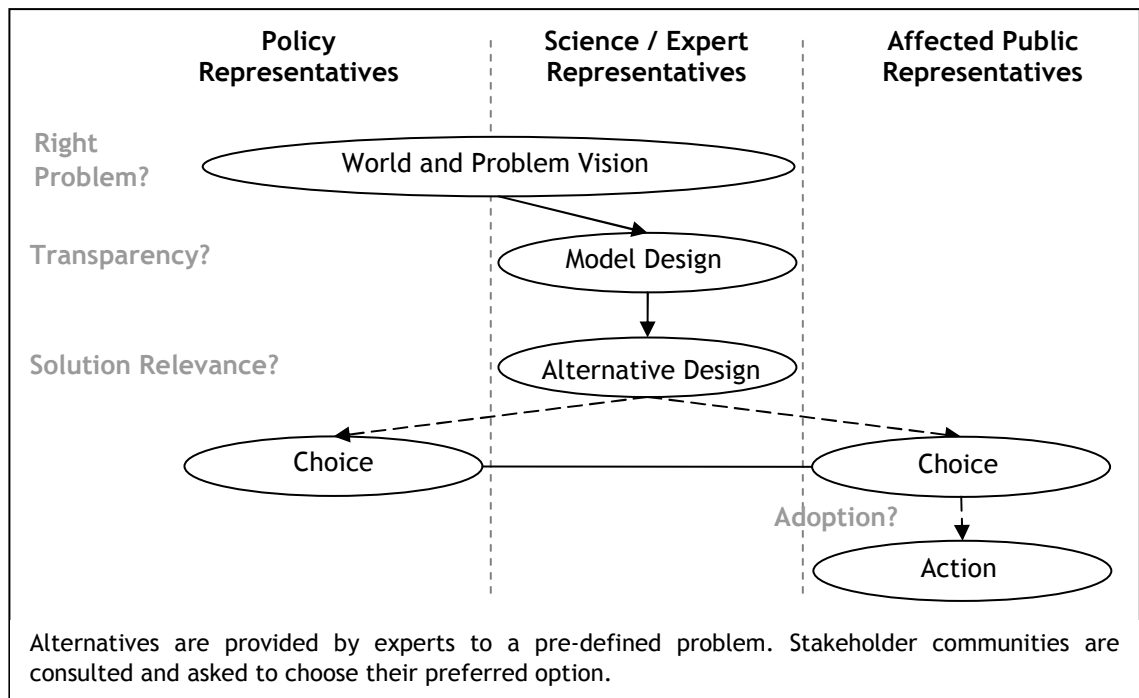 Policy
Representatives
Science / Expert
Representatives
Affected Public
Representatives
Right
Problem?
World and Problem Vision
Transparency?
Model Design
Solution Relevance?
Alternative Design
Choice
Choice
Adoption?
Action
Alternatives are provided by experts to a pre-defined problem. Stakeholder communities are
consulted and asked to choose their preferred option.